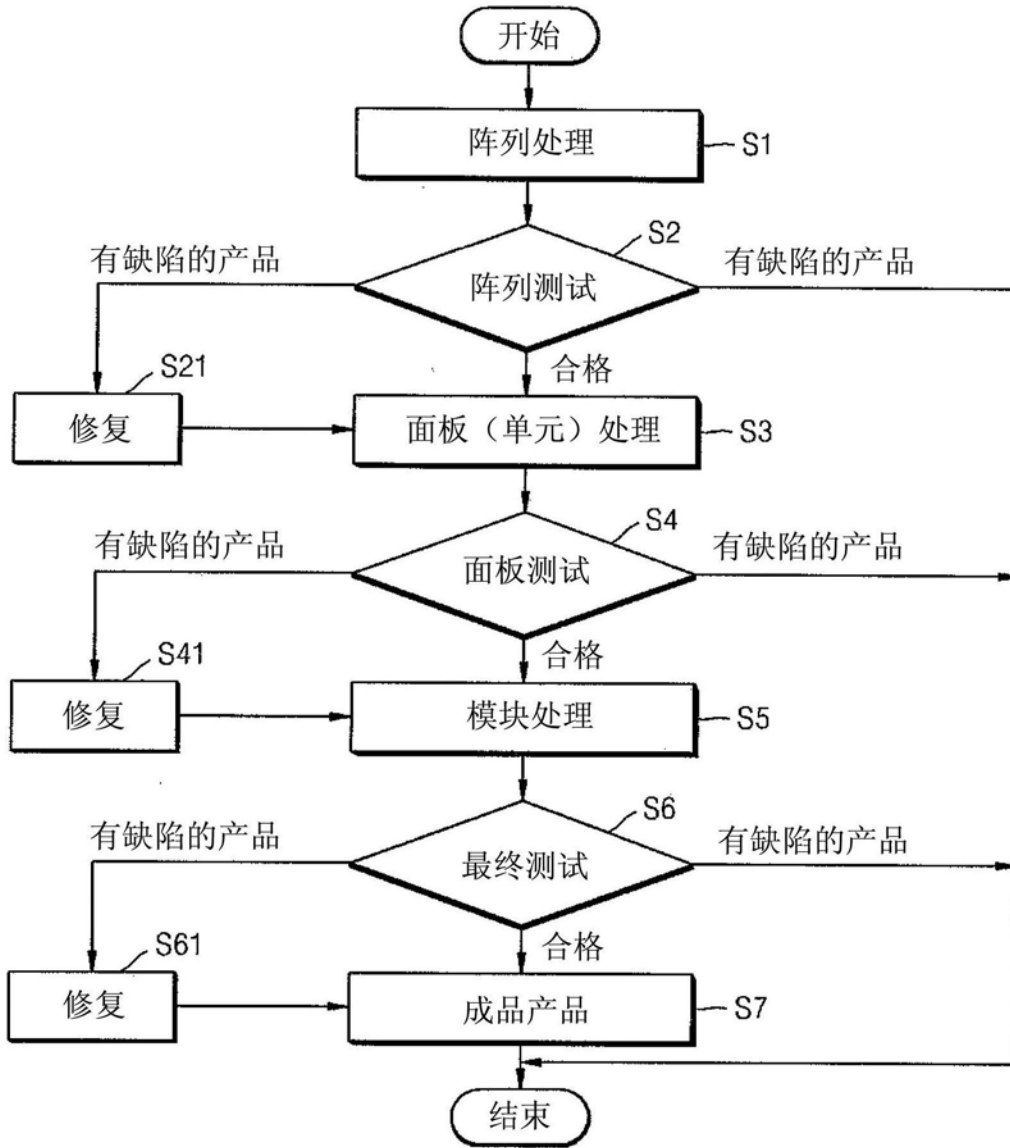 开始
阵列处理
S1
S2
有缺陷的产品
有缺陷的产品
阵列测试
S21
合格
修复
面板（单元）处理
S3
S4
有缺陷的产品
有缺陷的产品
面板测试
S41
合格
修复
模块处理
S5
S6
有缺陷的产品
有缺陷的产品
最终测试
S61
合格
修复
成品产品
S7
结束